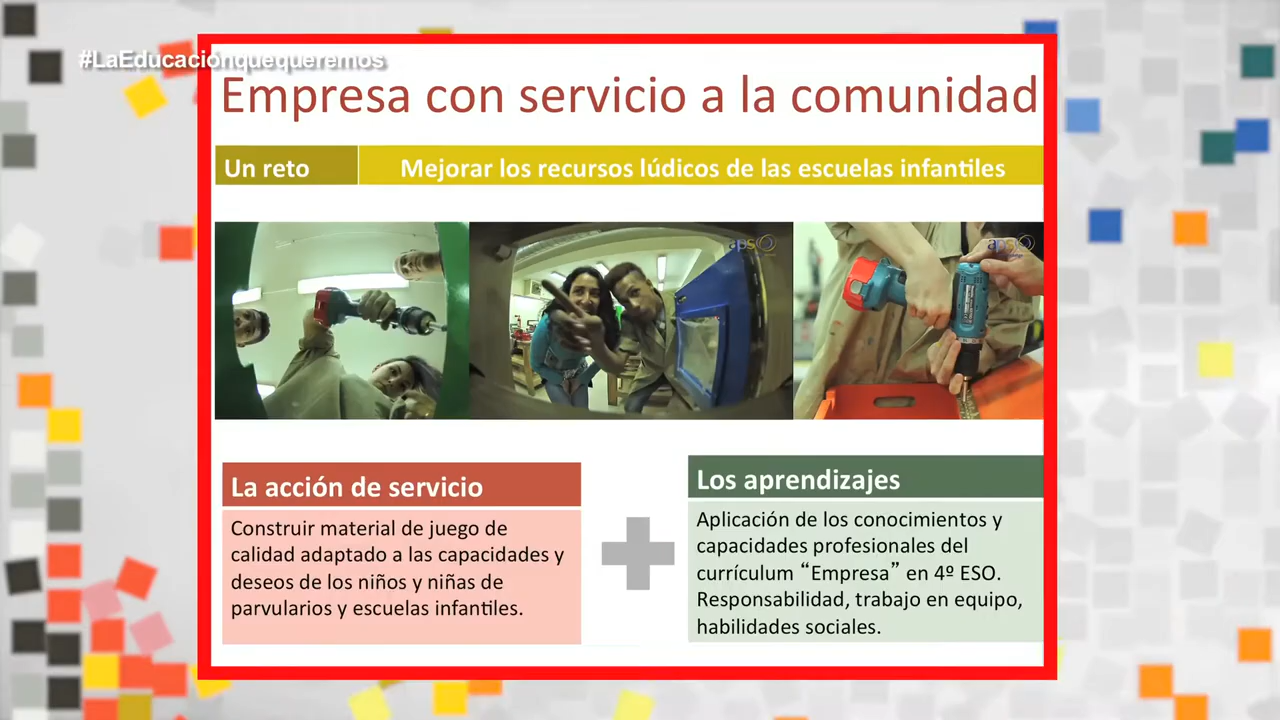 #LaEducaciónquequeremos
Empresa con servicio a la comunidad
Un reto
Mejorar los recursos lúdicos de las escuelas infantiles
aps
aps
La acción de servicio
Construir material de juego de
calidad adaptado a las capacidades y
deseos de los niños y niñas de
parvularios y escuelas infantiles.
Los aprendizajes
Aplicación de los conocimientos y
capacidades profesionales del
currículum “Empresa” en 4º ESO.
Responsabilidad, trabajo en equipo,
habilidades sociales.